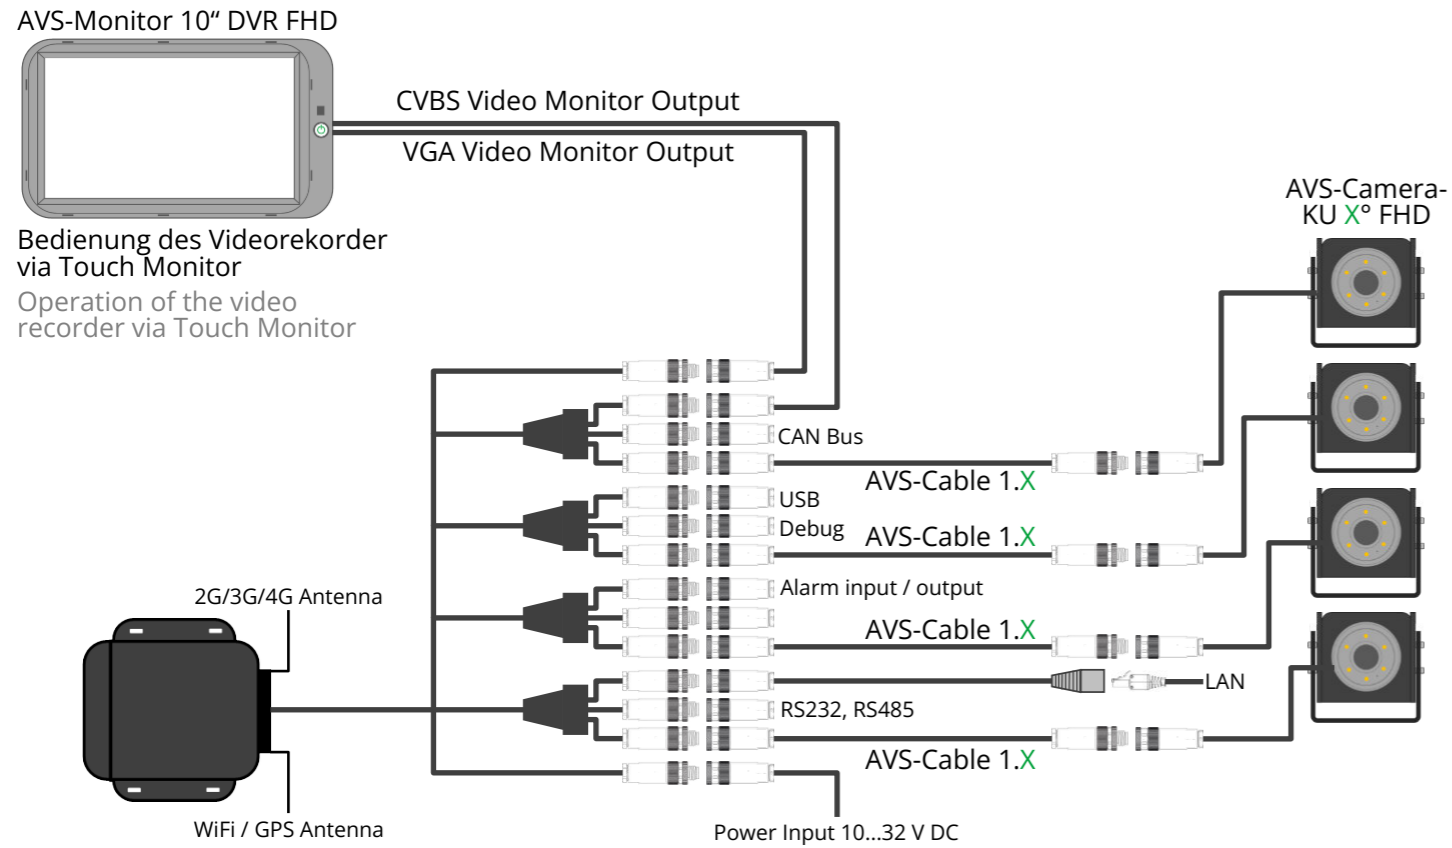 AVS-Monitor 10“ DVR FHD
CVBS Video Monitor Output
VGA Video Monitor Output
Bedienung des Videorekorder
via Touch Monitor
Operation of the video
recorder via Touch Monitor
AVS-Camera-
KU X° FHD
CAN Bus
AVS-Cable 1.X
USB
Debug
AVS-Cable 1.X
Alarm input / output
AVS-Cable 1.X
LAN
RS232, RS485
AVS-Cable 1.X
2G/3G/4G Antenna
WiFi / GPS Antenna
Power Input 10...32 V DC